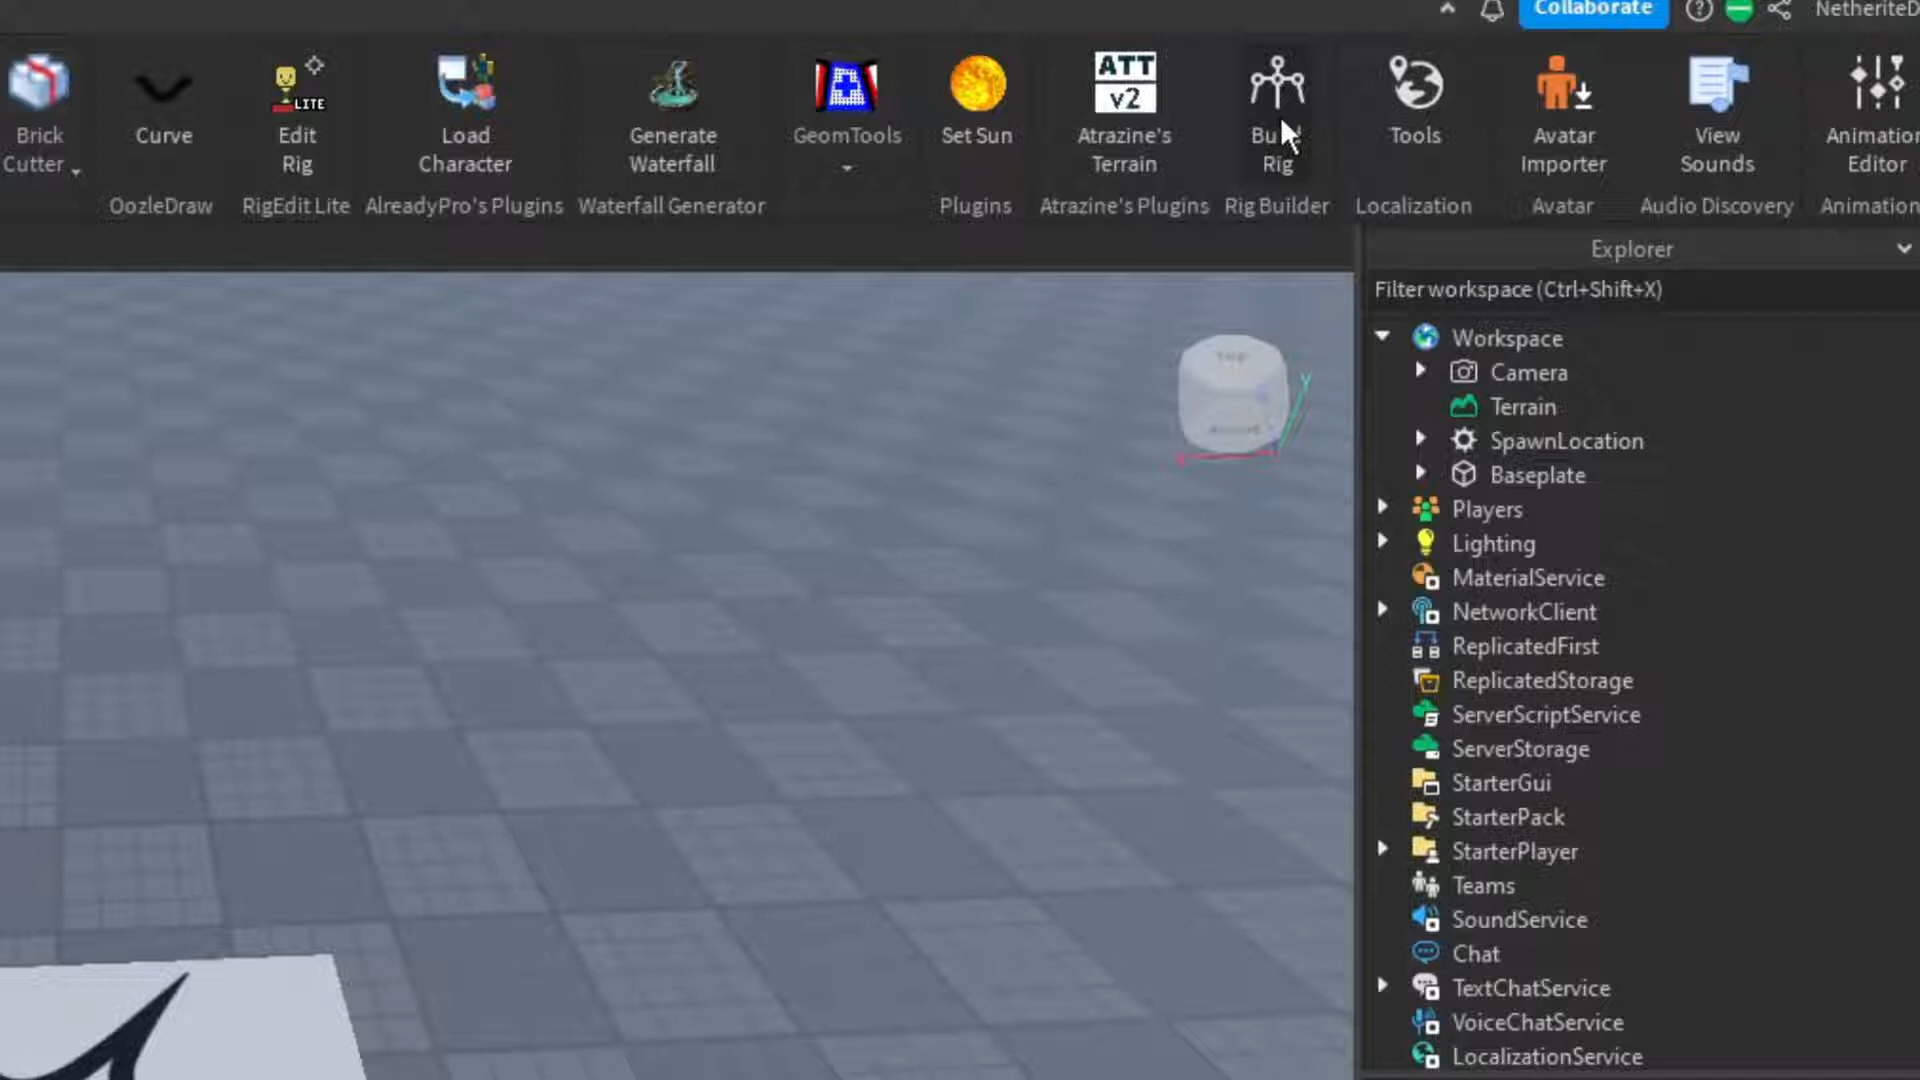 Collaborate
NetheriteD
LITE
ATT
v2
Brick
Cutter
Curve
Edit
Rig
Load
Character
Generate
Waterfall
GeomTools
Set Sun
Atrazine's
Terrain
Rig
Tools
Avatar
Importer
View
Sounds
Animation
Editor
OozleDraw
RigEdit Lite
AlreadyPro's Plugins
Waterfall Generator
Plugins
Atrazine's Plugins
Rig Builder
Localization
Avatar
Audio Discovery
Animation
Explorer
Filter workspace (Ctrl+Shift+X)
Top
y
Workspace
Camera
Terrain
SpawnLocation
Baseplate
Players
Lighting
MaterialService
NetworkClient
ReplicatedFirst
ReplicatedStorage
ServerScriptService
ServerStorage
StarterGui
StarterPack
StarterPlayer
Teams
SoundService
Chat
TextChatService
VoiceChatService
LocalizationService